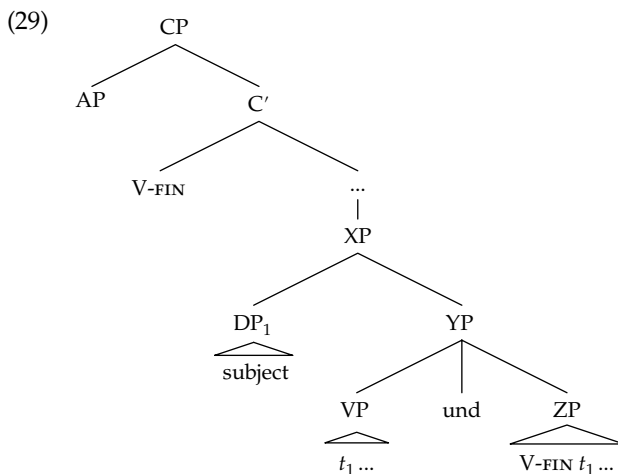 (29)
CP
AP C′
V-FIN ...
XP
DP₁ YP
subject
VP und ZP
t₁ ... V-FIN t₁ ...